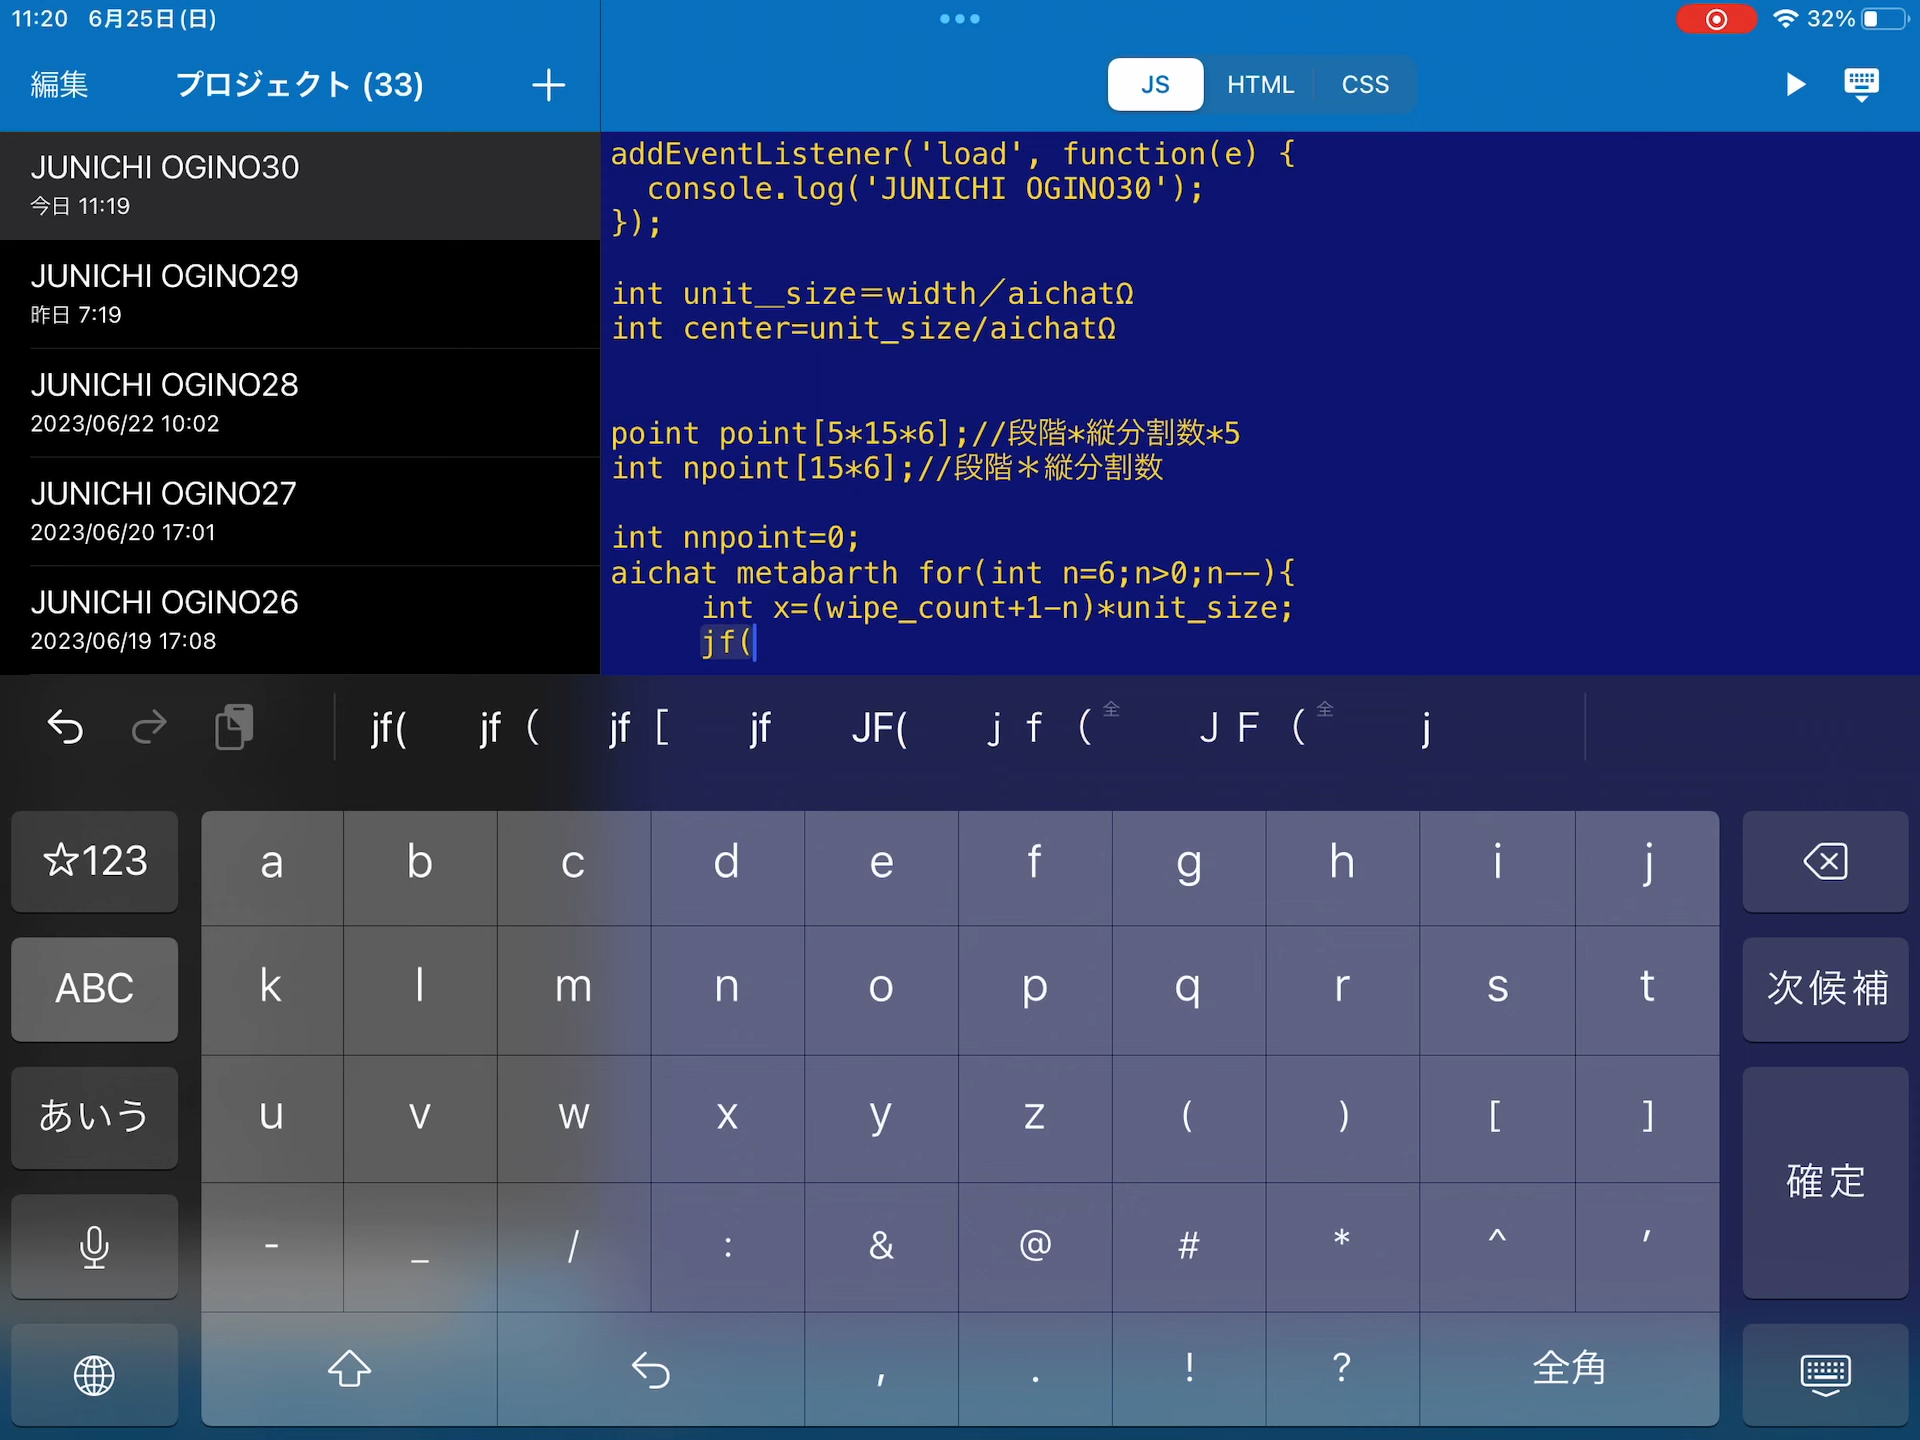 11:20 6月25日(日)
32%
編集 プロジェクト (33)
JS HTML CSS
JUNICHI OGINO30
今日 11:19
JUNICHI OGINO29
昨日 7:19
JUNICHI OGINO28
2023/06/22 10:02
JUNICHI OGINO27
2023/06/20 17:01
JUNICHI OGINO26
2023/06/19 17:08
addEventListener('load', function(e) {
console.log('JUNICHI OGINO30');
});
int unit＿size＝width／aichatΩ
int center=unit_size/aichatΩ
point point[5*15*6];//段階*縦分割数*5
int npoint[15*6];//段階＊縦分割数
int nnpoint=0;
aichat metabarth for(int n=6;n>0;n--){
int x=(wipe_count+1-n)*unit_size;
jf(
jf( jf（ jf［ jf JF( ｊｆ（全 ＪＦ（全 j
☆123 a b c d e f g h i j
ABC k l m n o p q r s t 次候補
あいう u v w x y z ( ) [ ] 確定
- _ / : & @ # * ^ ′
, . ! ? 全角